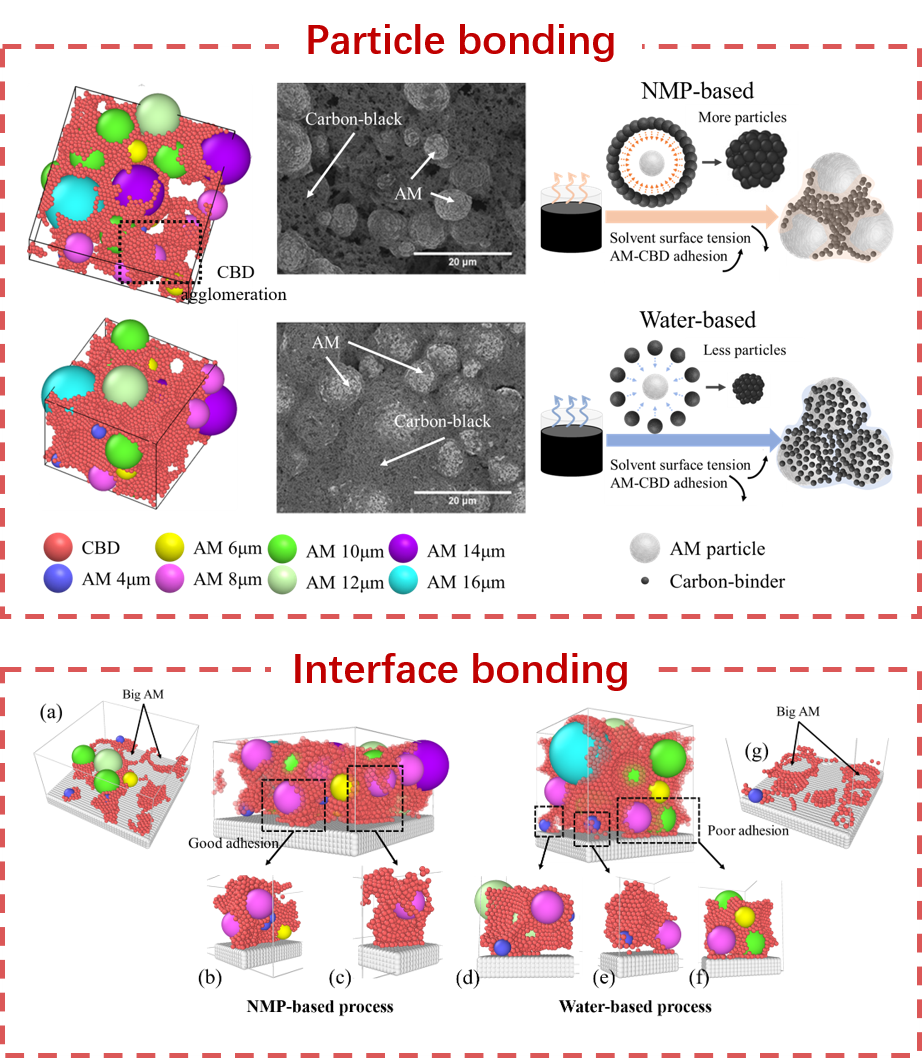 Particle bonding
Carbon-black
AM
20 μm
CBD
agglomeration
NMP-based
More particles
Solvent surface tension
AM-CBD adhesion
AM
Carbon-black
20 μm
Water-based
Less particles
Solvent surface tension
AM-CBD adhesion
CBD
AM 6μm
AM 10μm
AM 14μm
AM 4μm
AM 8μm
AM 12μm
AM 16μm
AM particle
Carbon-binder
Interface bonding
(a)
Big AM
Good adhesion
(b)
(c)
NMP-based process
Big AM
(g)
Poor adhesion
(d)
(e)
(f)
Water-based process